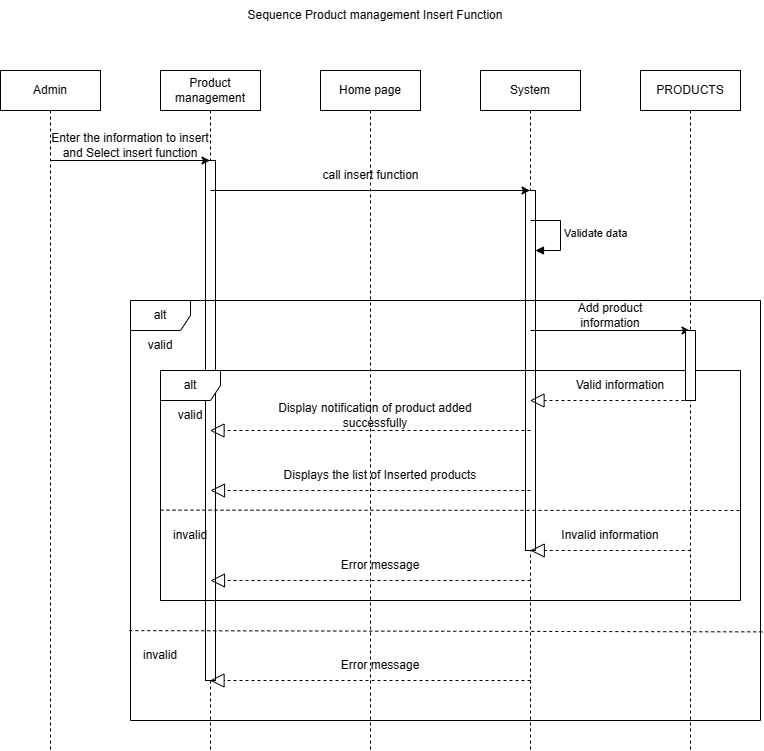 Sequence Product management Insert Function
Admin
Product
management
Home page
System
PRODUCTS
Enter the information to insert
and Select insert function
call insert function
Validate data
alt
Add product
information
valid
alt
Valid information
valid
Display notification of product added
successfully
Displays the list of Inserted products
invalid
Invalid information
Error message
invalid
Error message